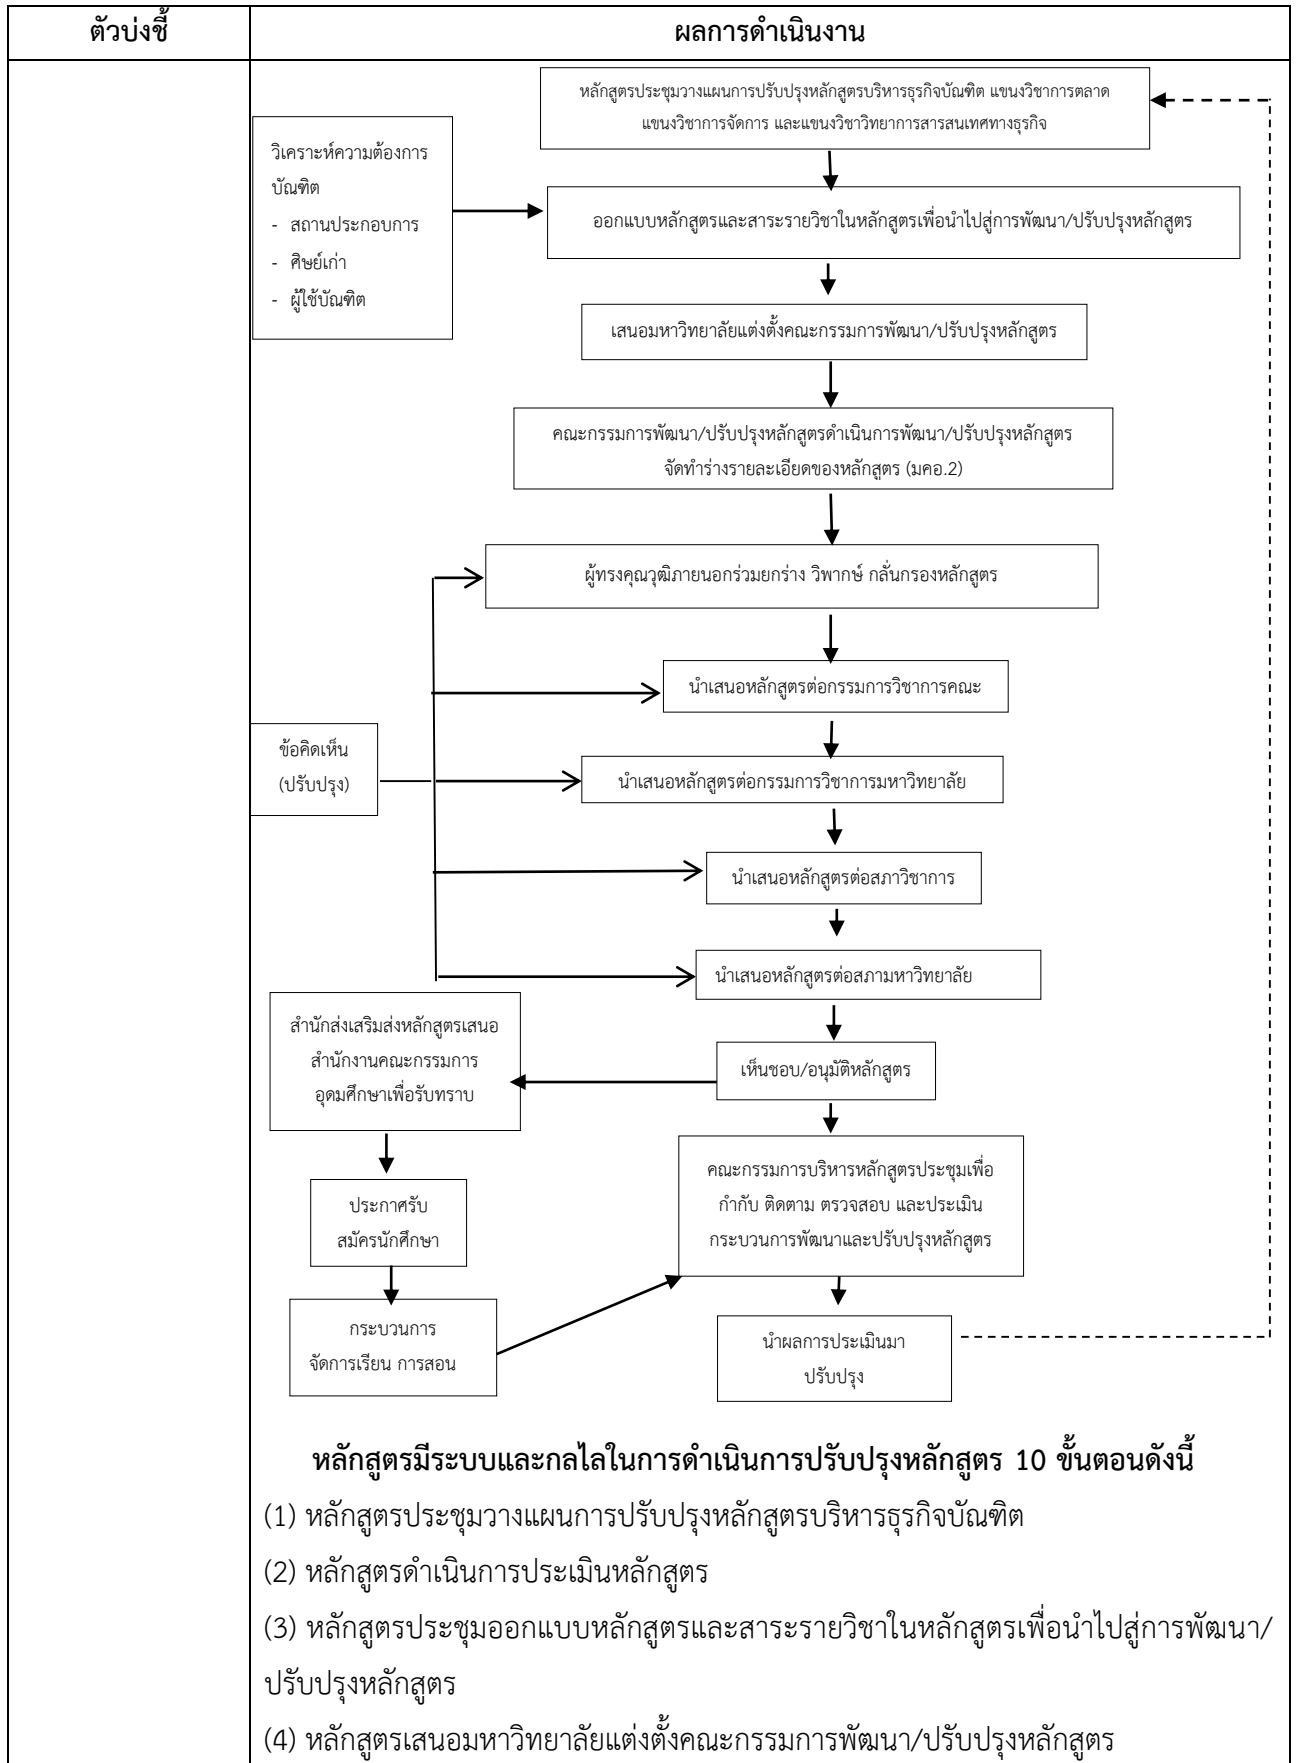 ตัวบ่งชี้
ผลการดำเนินงาน
หลักสูตรประชุมวางแผนการปรับปรุงหลักสูตรบริหารธุรกิจบัณฑิต แขนงวิชาการตลาด
แขนงวิชาการจัดการ และแขนงวิชาวิทยาการสารสนเทศทางธุรกิจ
วิเคราะห์ความต้องการ
บัณฑิต
- สถานประกอบการ
- ศิษย์เก่า
- ผู้ใช้บัณฑิต
ออกแบบหลักสูตรและสาระรายวิชาในหลักสูตรเพื่อนำไปสู่การพัฒนา/ปรับปรุงหลักสูตร
เสนอมหาวิทยาลัยแต่งตั้งคณะกรรมการพัฒนา/ปรับปรุงหลักสูตร
คณะกรรมการพัฒนา/ปรับปรุงหลักสูตรดำเนินการพัฒนา/ปรับปรุงหลักสูตร
จัดทำร่างรายละเอียดของหลักสูตร (มคอ.2)
ผู้ทรงคุณวุฒิภายนอกร่วมยกร่าง วิพากษ์ กลั่นกรองหลักสูตร
นำเสนอหลักสูตรต่อกรรมการวิชาการคณะ
ข้อคิดเห็น
(ปรับปรุง)
นำเสนอหลักสูตรต่อกรรมการวิชาการมหาวิทยาลัย
นำเสนอหลักสูตรต่อสภาวิชาการ
นำเสนอหลักสูตรต่อสภามหาวิทยาลัย
สำนักส่งเสริมส่งหลักสูตรเสนอ
สำนักงานคณะกรรมการ
อุดมศึกษาเพื่อรับทราบ
เห็นชอบ/อนุมัติหลักสูตร
ประกาศรับ
สมัครนักศึกษา
คณะกรรมการบริหารหลักสูตรประชุมเพื่อ
กำกับ ติดตาม ตรวจสอบ และประเมิน
กระบวนการพัฒนาและปรับปรุงหลักสูตร
กระบวนการ
จัดการเรียน การสอน
นำผลการประเมินมา
ปรับปรุง
หลักสูตรมีระบบและกลไลในการดำเนินการปรับปรุงหลักสูตร 10 ขั้นตอนดังนี้
(1) หลักสูตรประชุมวางแผนการปรับปรุงหลักสูตรบริหารธุรกิจบัณฑิต
(2) หลักสูตรดำเนินการประเมินหลักสูตร
(3) หลักสูตรประชุมออกแบบหลักสูตรและสาระรายวิชาในหลักสูตรเพื่อนำไปสู่การพัฒนา/
ปรับปรุงหลักสูตร
(4) หลักสูตรเสนอมหาวิทยาลัยแต่งตั้งคณะกรรมการพัฒนา/ปรับปรุงหลักสูตร